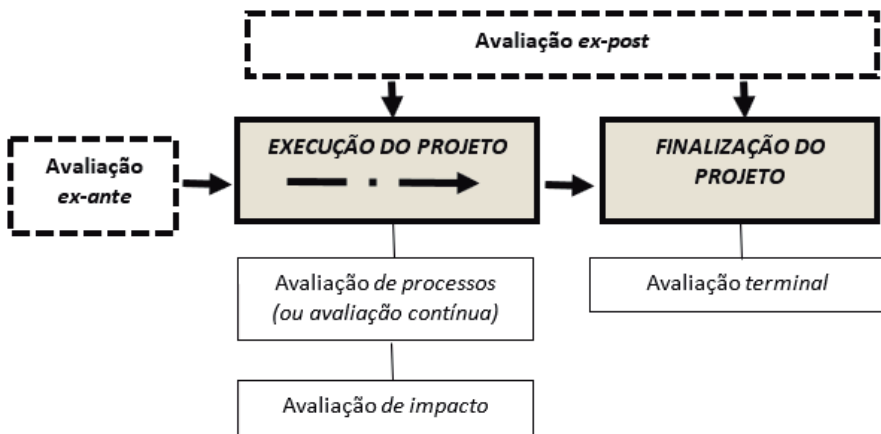 Avaliação ex-post
Avaliação
ex-ante
EXECUÇÃO DO PROJETO
FINALIZAÇÃO DO
PROJETO
Avaliação de processos
(ou avaliação contínua)
Avaliação terminal
Avaliação de impacto